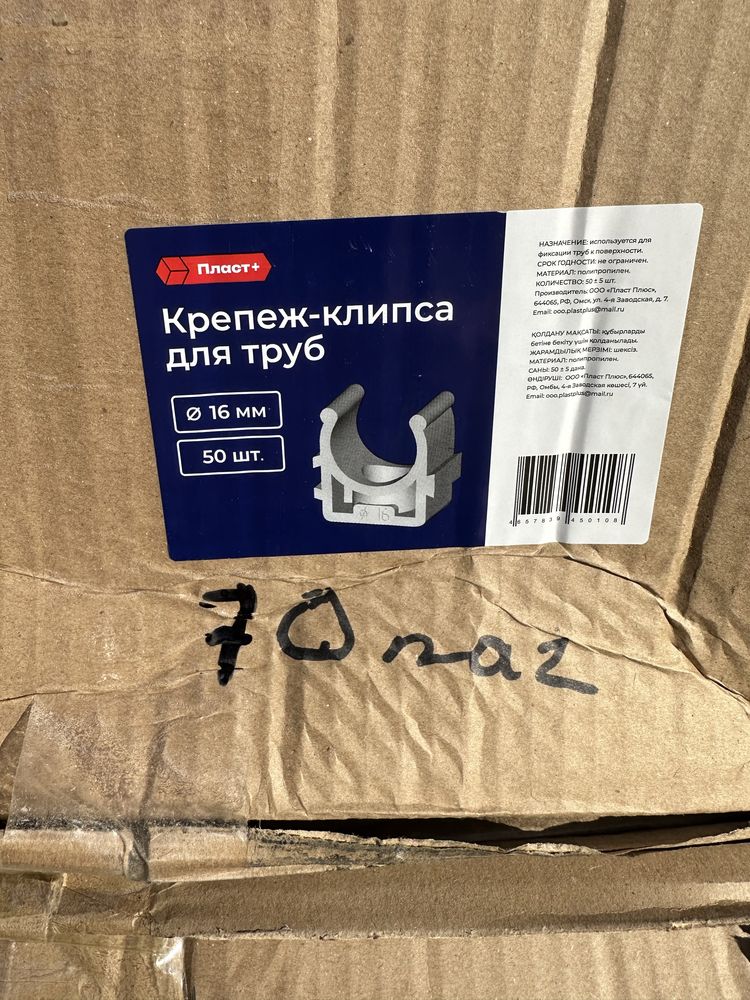 Пласт+
Крепеж-клипса
для труб
⌀ 16 мм
50 шт.
⌀ 16
НАЗНАЧЕНИЕ: используется для
фиксации труб к поверхности.
СРОК ГОДНОСТИ: не ограничен.
МАТЕРИАЛ: полипропилен.
КОЛИЧЕСТВО: 50 ± 5 шт.
Производитель: ООО «Пласт Плюс»,
644065, РФ, Омск, ул. 4-я Заводская, д. 7.
Email: ooo.plastplus@mail.ru
ҚОЛДАНУ МАҚСАТЫ: құбырларды
бетіне бекіту үшін қолданылады.
ЖАРАМДЫЛЫҚ МЕРЗІМІ: шексіз.
МАТЕРИАЛ: полипропилен.
САНЫ: 50 ± 5 дана.
ӨНДІРУШІ: ООО «Пласт Плюс», 644065,
РФ, Омбы, 4-я Заводская көшесі, 7 үй.
Email: ooo.plastplus@mail.ru
4 657839 450108
70 пач